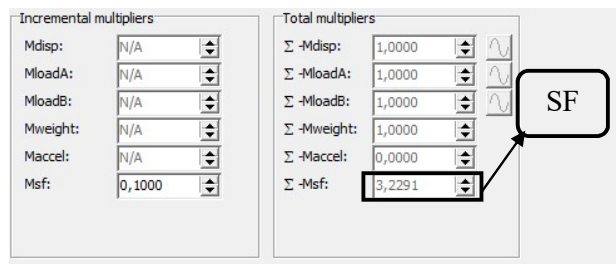 Incremental multipliers
Mdisp: N/A
MloadA: N/A
MloadB: N/A
Mweight: N/A
Maccel: N/A
Msf: 0,1000
Total multipliers
Σ -Mdisp: 1,0000
Σ -MloadA: 1,0000
Σ -MloadB: 1,0000
Σ -Mweight: 1,0000
Σ -Maccel: 0,0000
Σ -Msf: 3,2291
SF